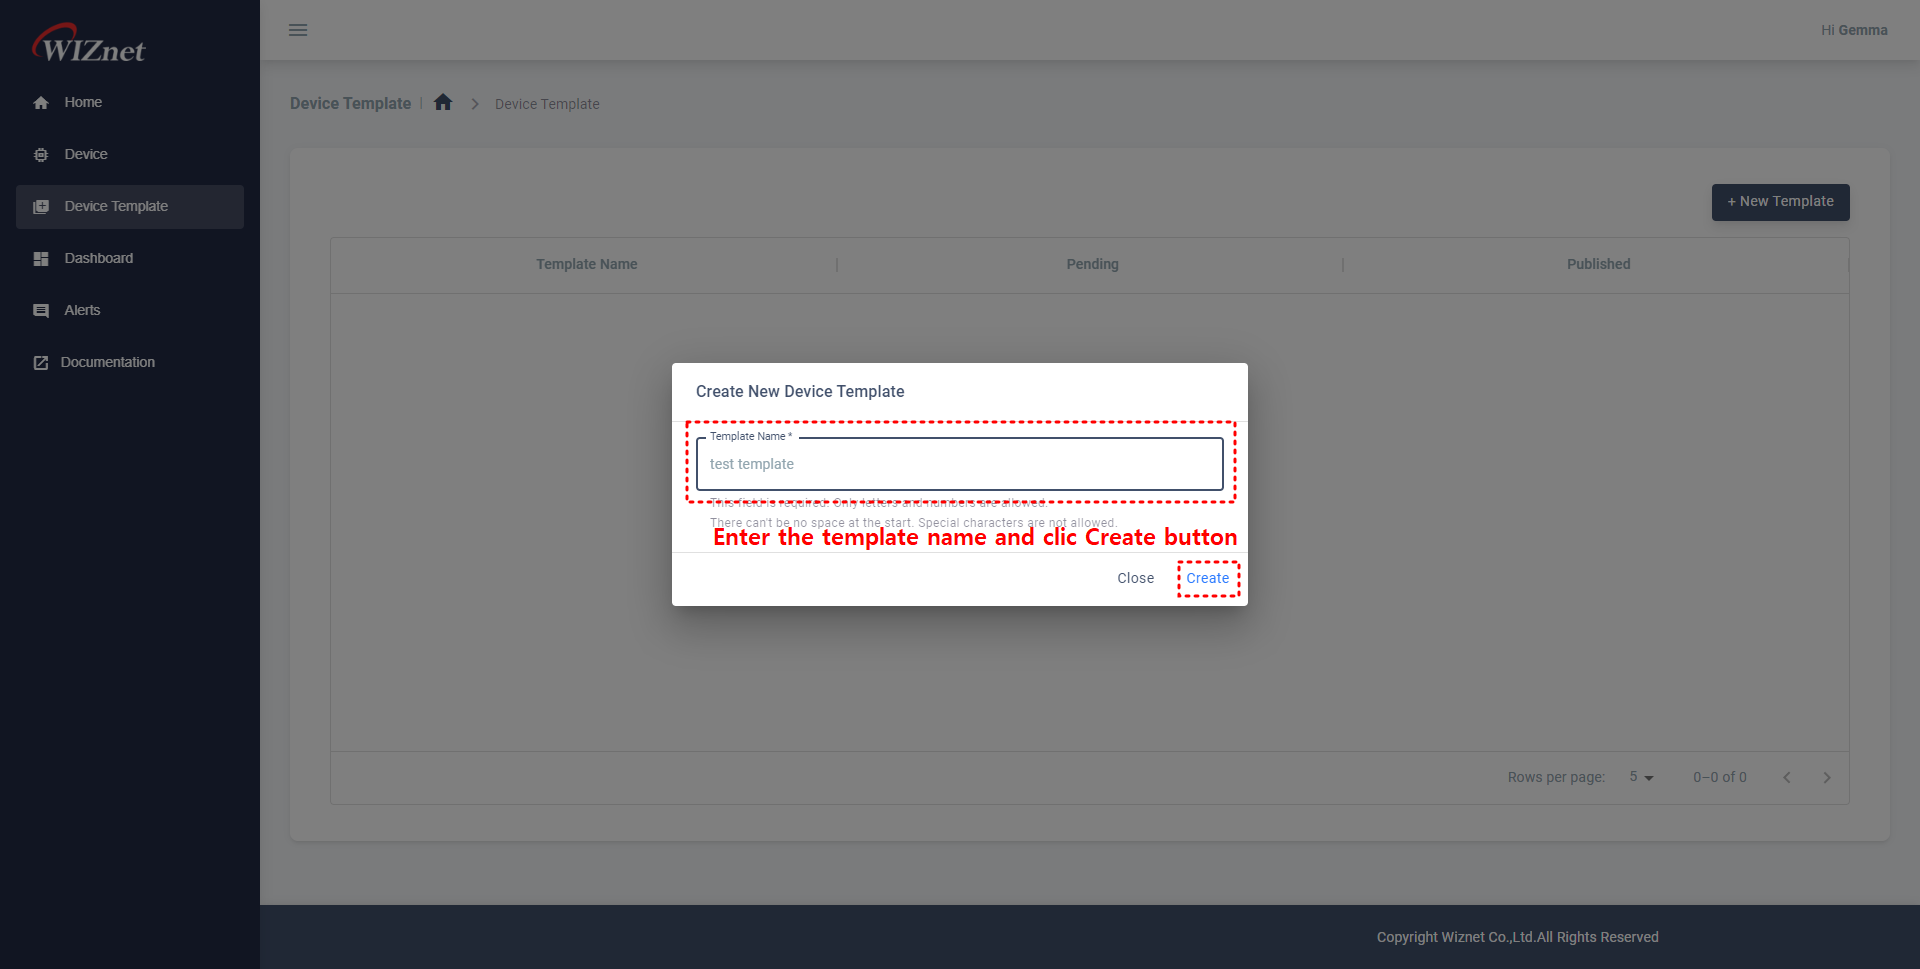 WIZnet
Hi Gemma
Home
Device
Device Template
Dashboard
Alerts
Documentation
Device Template | Device Template
+ New Template
Template Name | Pending | Published
Create New Device Template
Template Name *
test template
This field is required. Only letters and numbers are allowed.
There can't be no space at the start. Special characters are not allowed.
Enter the template name and clic Create button
Close Create
Rows per page: 5 0–0 of 0
Copyright Wiznet Co.,Ltd.All Rights Reserved